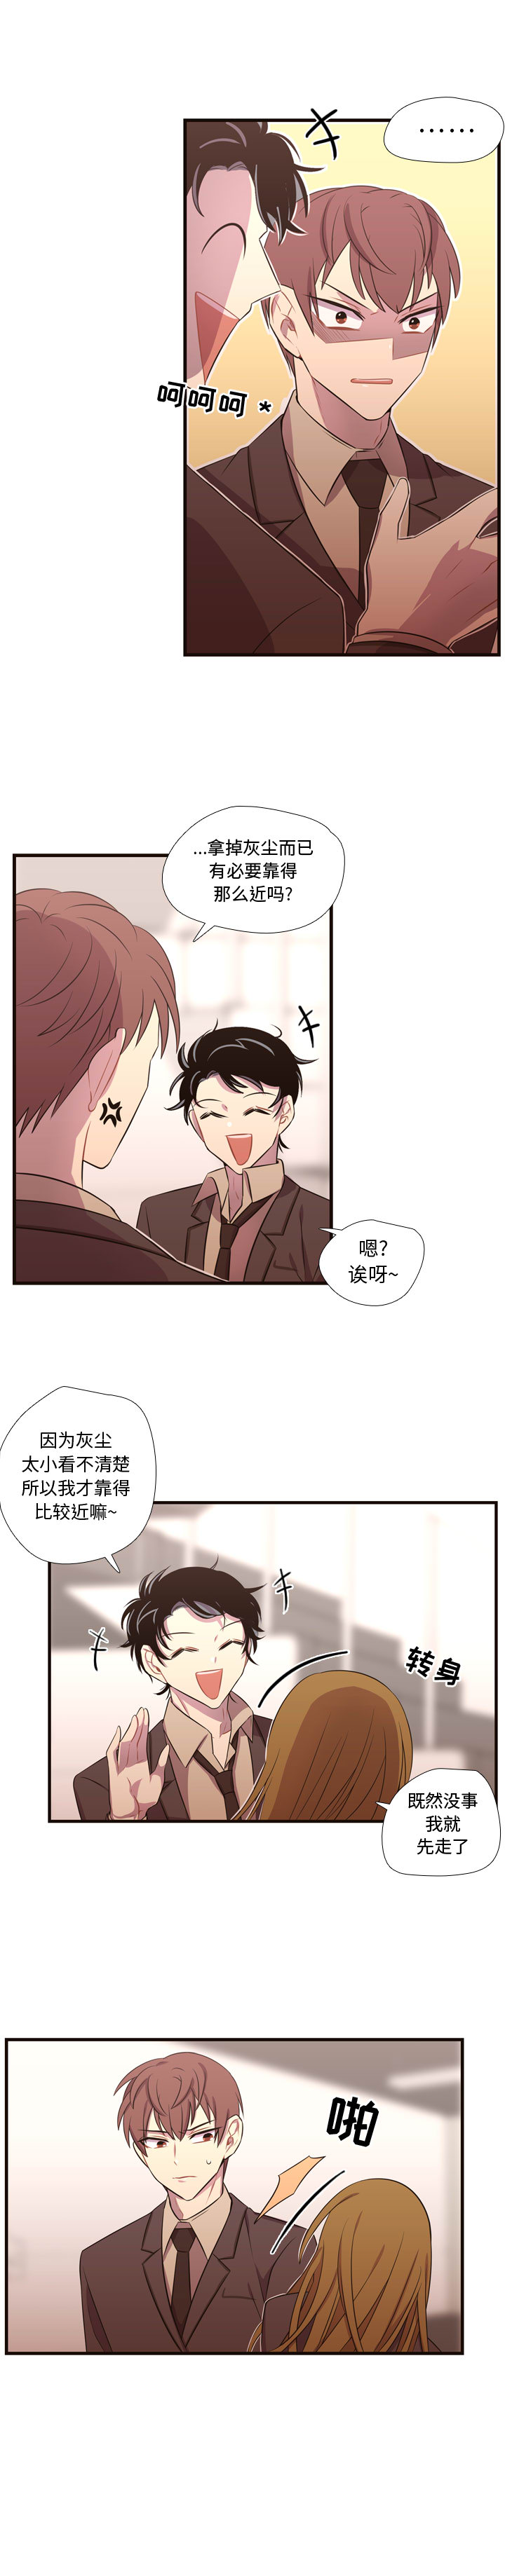 ......
呵呵呵 *
...拿掉灰尘而已
有必要靠得
那么近吗?
嗯?
诶呀~
因为灰尘
太小看不清楚
所以我才靠得
比较近嘛~
转身
既然没事
我就
先走了
啪